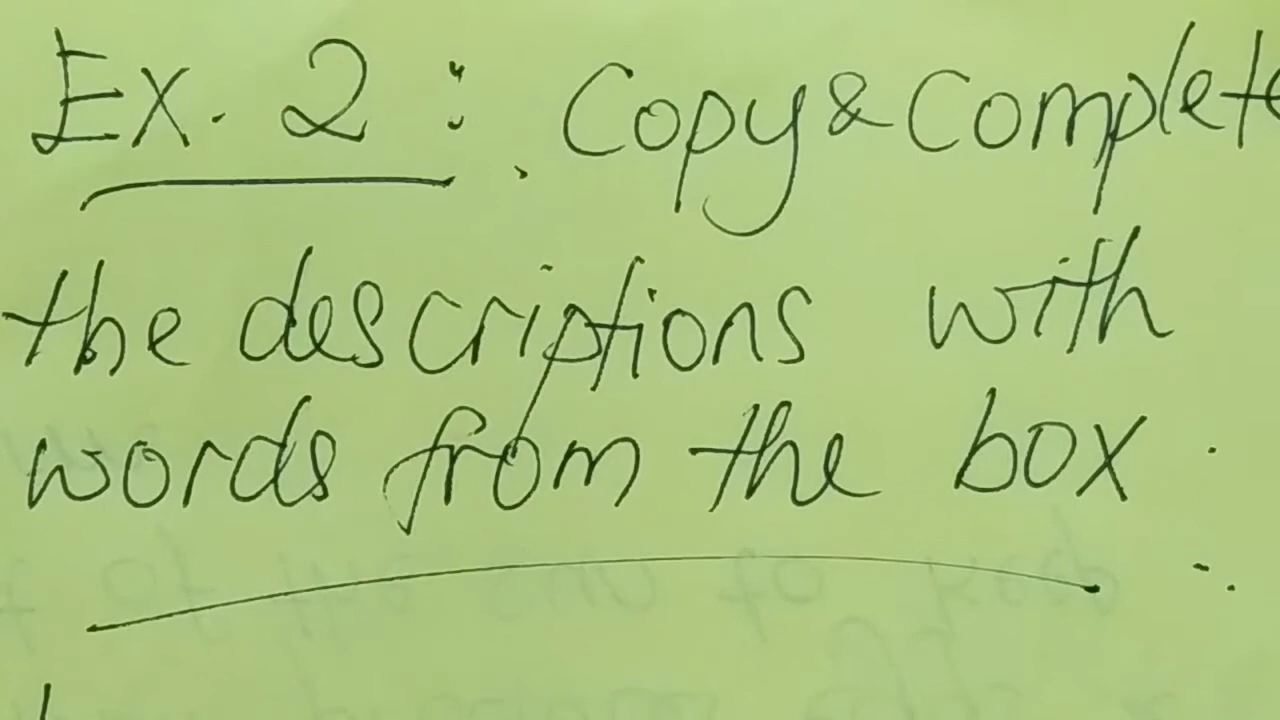 Ex. 2 : Copy & complete
the descriptions with
words from the box.